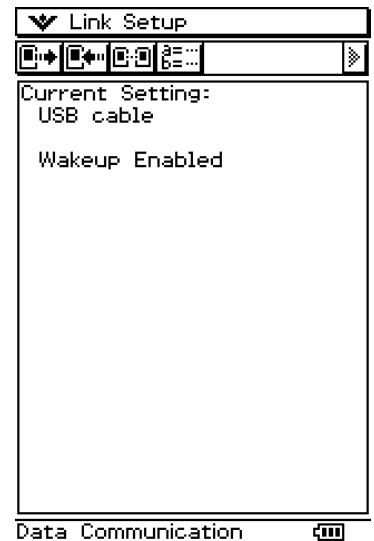 Link Setup
Current Setting:
USB cable
Wakeup Enabled
Data Communication